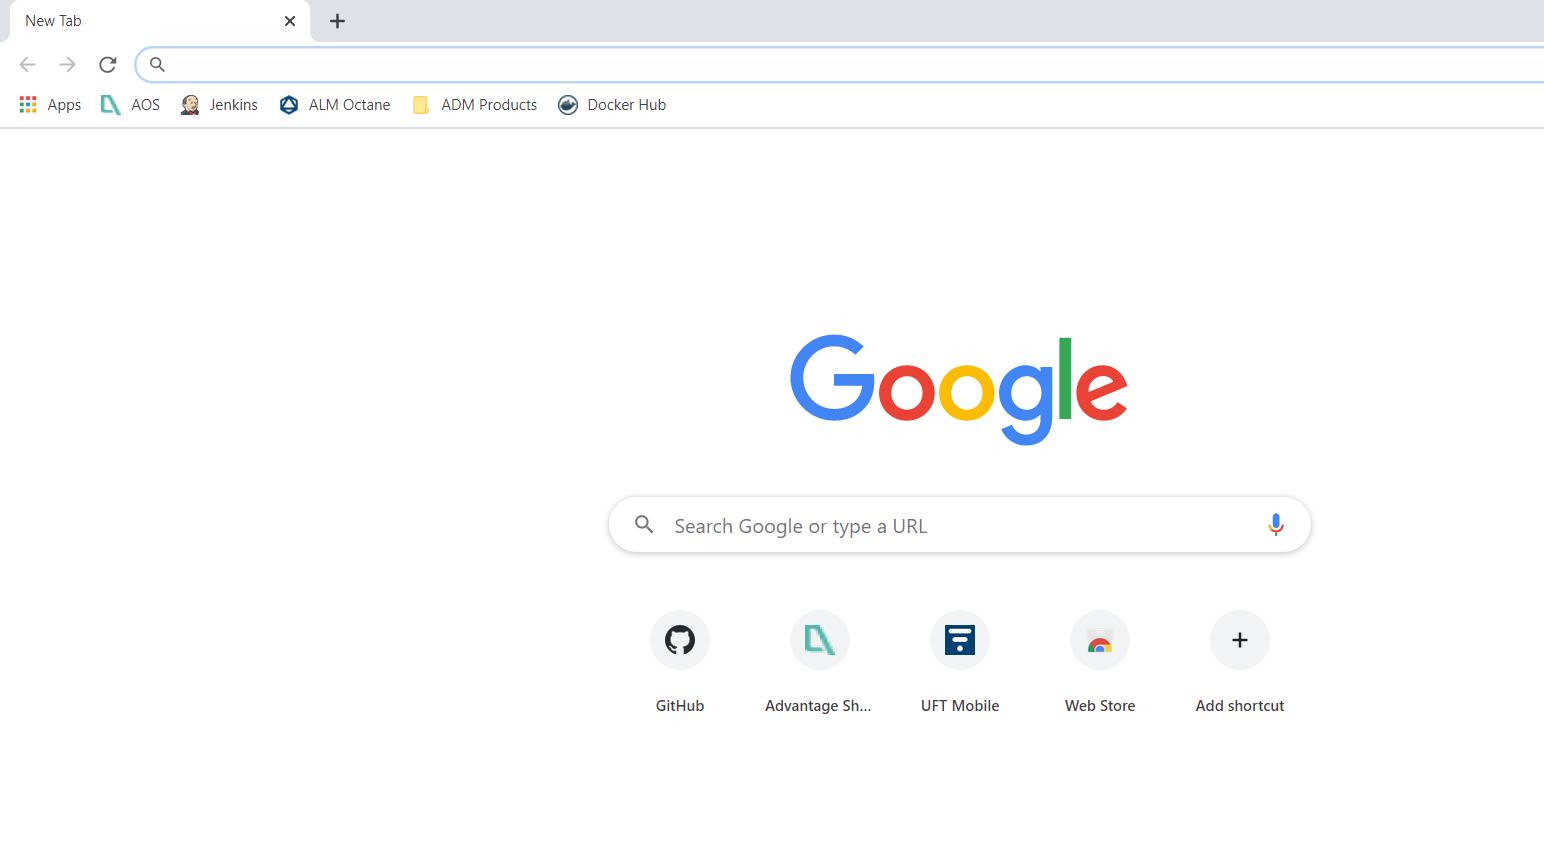 New Tab
Apps AOS Jenkins ALM Octane ADM Products Docker Hub
Google
Search Google or type a URL
GitHub Advantage Sh... UFT Mobile Web Store Add shortcut